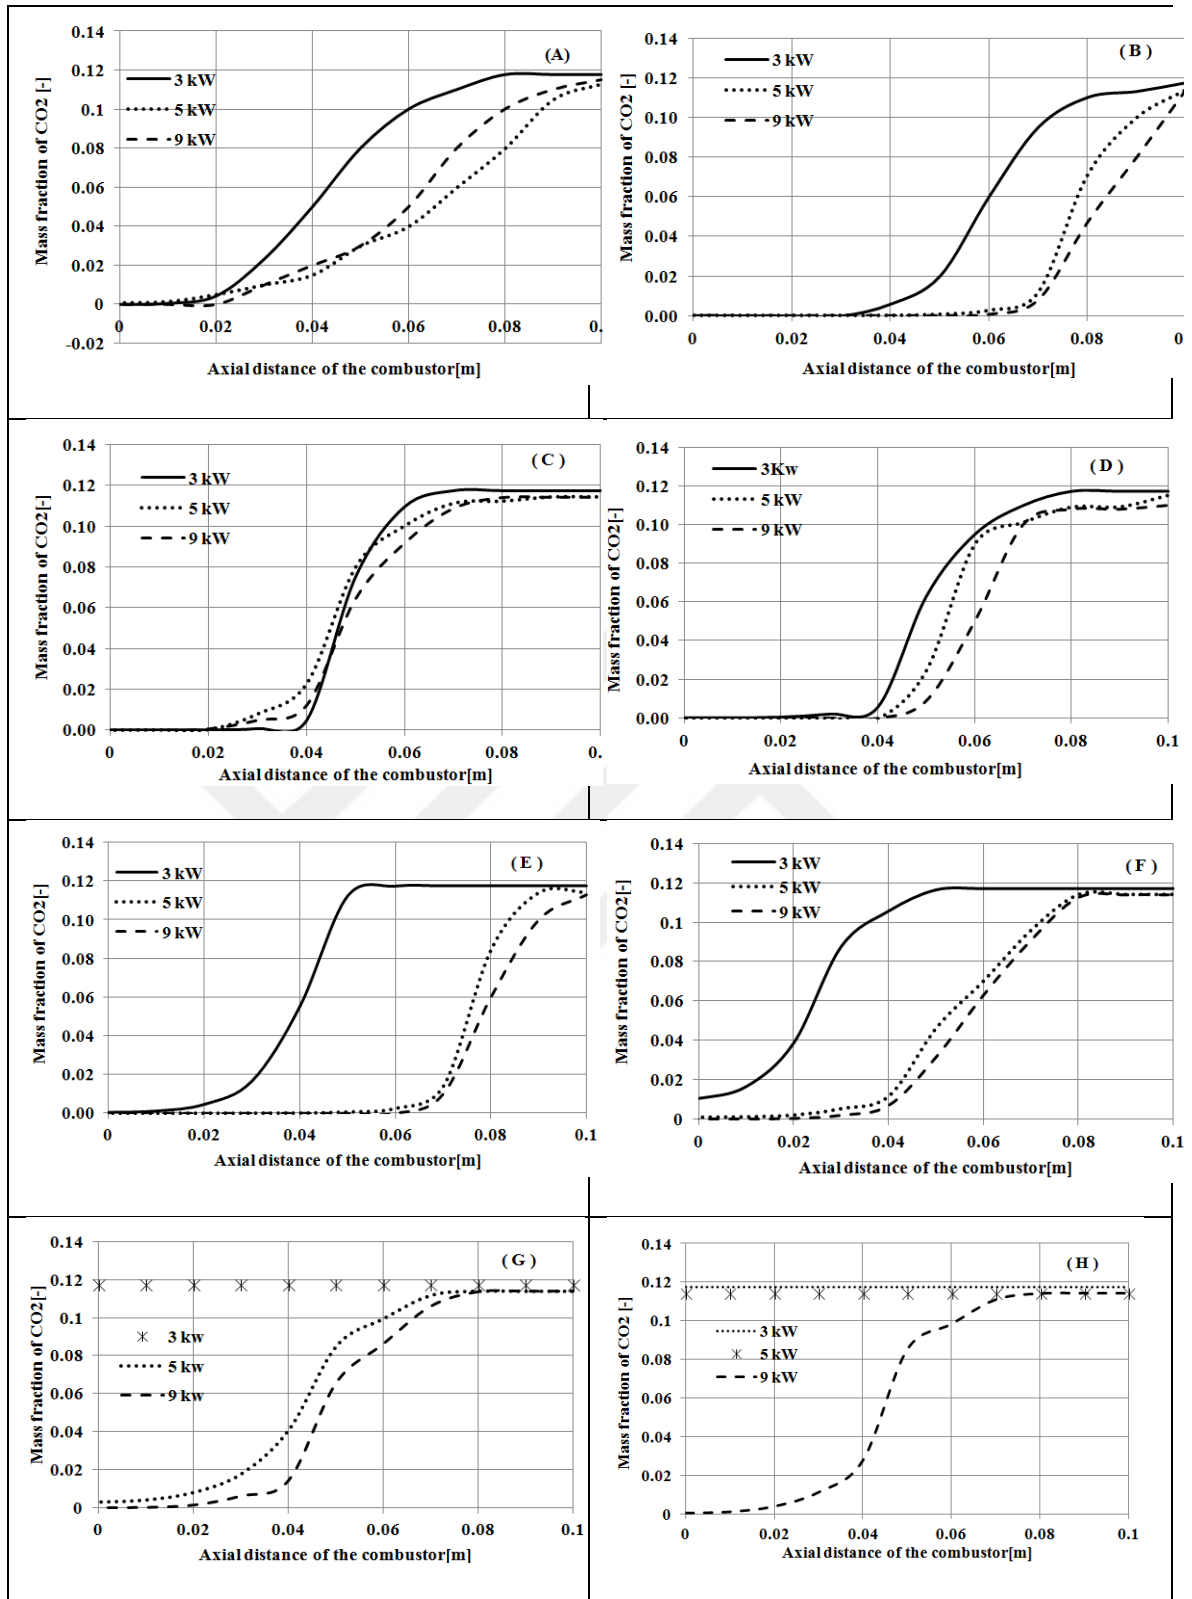 0.14
0.12
0.1
0.08
0.06
0.04
0.02
0
-0.02
Mass fraction of CO2 [-]
(A)
3 kW
5 kW
9 kW
0 0.02 0.04 0.06 0.08 0.
Axial distance of the combustor[m]
0.14
0.12
0.10
0.08
0.06
0.04
0.02
0.00
Mass fraction of CO2 [-]
( B )
3 kW
5 kW
9 kW
0 0.02 0.04 0.06 0.08 0
Axial distance of the combustor[m]
0.14
0.12
0.10
0.08
0.06
0.04
0.02
0.00
Mass fraction of CO2[-]
( C )
3 kW
5 kW
9 kW
0 0.02 0.04 0.06 0.08 0.
Axial distance of the combustor[m]
0.14
0.12
0.10
0.08
0.06
0.04
0.02
0.00
Mass fraction of CO2[-]
( D )
3Kw
5 kW
9 kW
0 0.02 0.04 0.06 0.08 0.1
Axial distance of the combustor[m]
0.14
0.12
0.10
0.08
0.06
0.04
0.02
0.00
Mass fraction of CO2[-]
( E )
3 kW
5 kW
9 kW
0 0.02 0.04 0.06 0.08 0.1
Axial distance of the combustor[m]
0.14
0.12
0.10
0.08
0.06
0.04
0.02
0
Mass fraction of CO2[-]
( F )
3 kW
5 kW
9 kW
0 0.02 0.04 0.06 0.08 0.1
Axial distance of the combustor[m]
0.14
0.12
0.1
0.08
0.06
0.04
0.02
0
Mass fraction of CO2[-]
( G )
3 kw
5 kw
9 kw
0 0.02 0.04 0.06 0.08 0.1
Axial distance of the combustor[m]
0.14
0.12
0.1
0.08
0.06
0.04
0.02
0
Mass fraction of CO2 [-]
( H )
3 kW
5 kW
9 kW
0 0.02 0.04 0.06 0.08 0.1
Axial distance of the combustor[m]